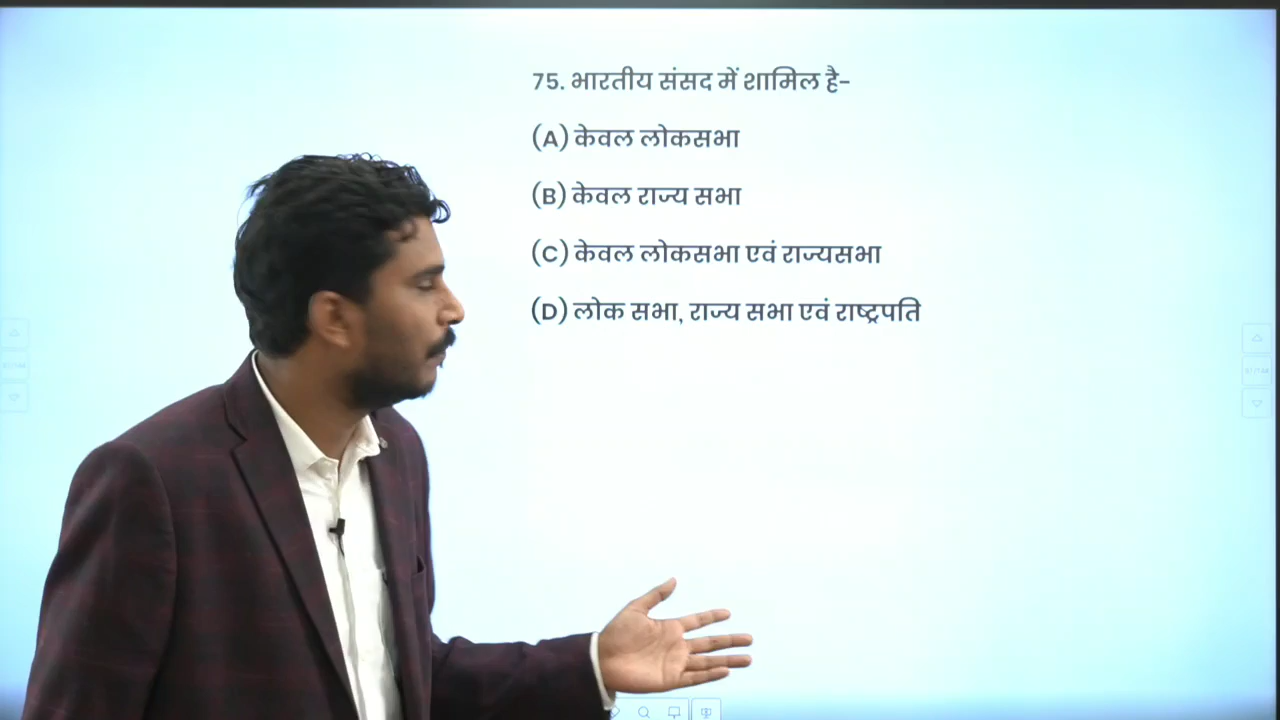 75. भारतीय संसद में शामिल है-
(A) केवल लोकसभा
(B) केवल राज्य सभा
(C) केवल लोकसभा एवं राज्यसभा
(D) लोक सभा, राज्य सभा एवं राष्ट्रपति